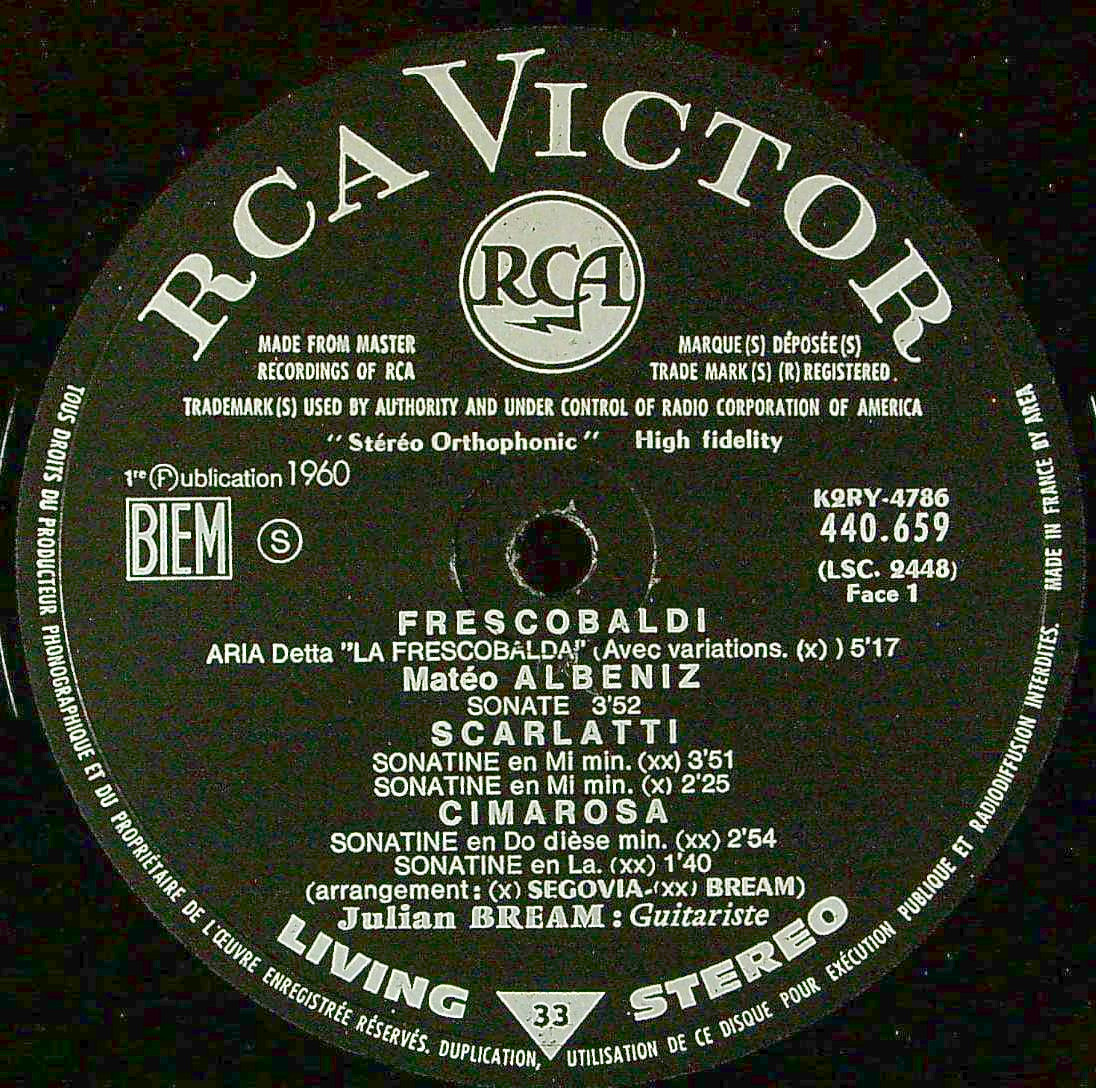 RCA VICTOR
RCA
MADE FROM MASTER
RECORDINGS OF RCA
MARQUE(S) DÉPOSÉE(S)
TRADE MARK(S) (R) REGISTERED.
TRADEMARK(S) USED BY AUTHORITY AND UNDER CONTROL OF RADIO CORPORATION OF AMERICA
"Stéréo Orthophonic" High fidelity
1re (P)ublication 1960
BIEM
S
K2RY-4786
440.659
(LSC. 2448)
Face 1
FRESCOBALDI
ARIA Detta "LA FRESCOBALDA" (Avec variations. (x) ) 5'17
Matéo ALBENIZ
SONATE 3'52
SCARLATTI
SONATINE en Mi min. (xx) 3'51
SONATINE en Mi min. (x) 2'25
CIMAROSA
SONATINE en Do dièse min. (xx) 2'54
SONATINE en La. (xx) 1'40
(arrangement: (x) SEGOVIA-(xx) BREAM)
Julian BREAM: Guitariste
LIVING STEREO
33
TOUS DROITS DU PRODUCTEUR PHONOGRAPHIQUE ET DU PROPRIÉTAIRE DE L'ŒUVRE ENREGISTRÉE RÉSERVÉS. DUPLICATION, UTILISATION DE CE DISQUE POUR EXÉCUTION PUBLIQUE ET RADIODIFFUSION INTERDITES. MADE IN FRANCE BY AREA